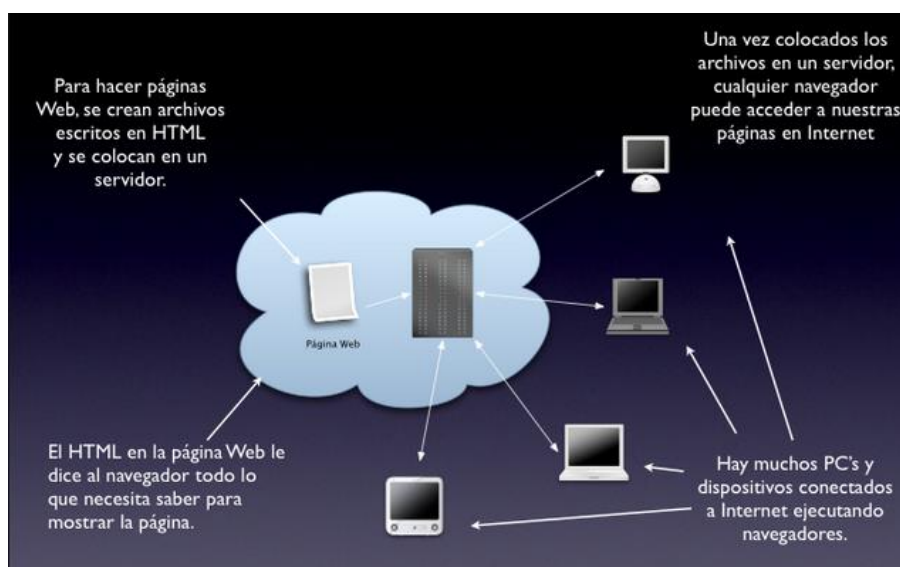 Para hacer páginas
Web, se crean archivos
escritos en HTML
y se colocan en un
servidor.
Una vez colocados los
archivos en un servidor,
cualquier navegador
puede acceder a nuestras
páginas en Internet
Página Web
El HTML en la página Web le
dice al navegador todo lo
que necesita saber para
mostrar la página.
Hay muchos PC's y
dispositivos conectados
a Internet ejecutando
navegadores.